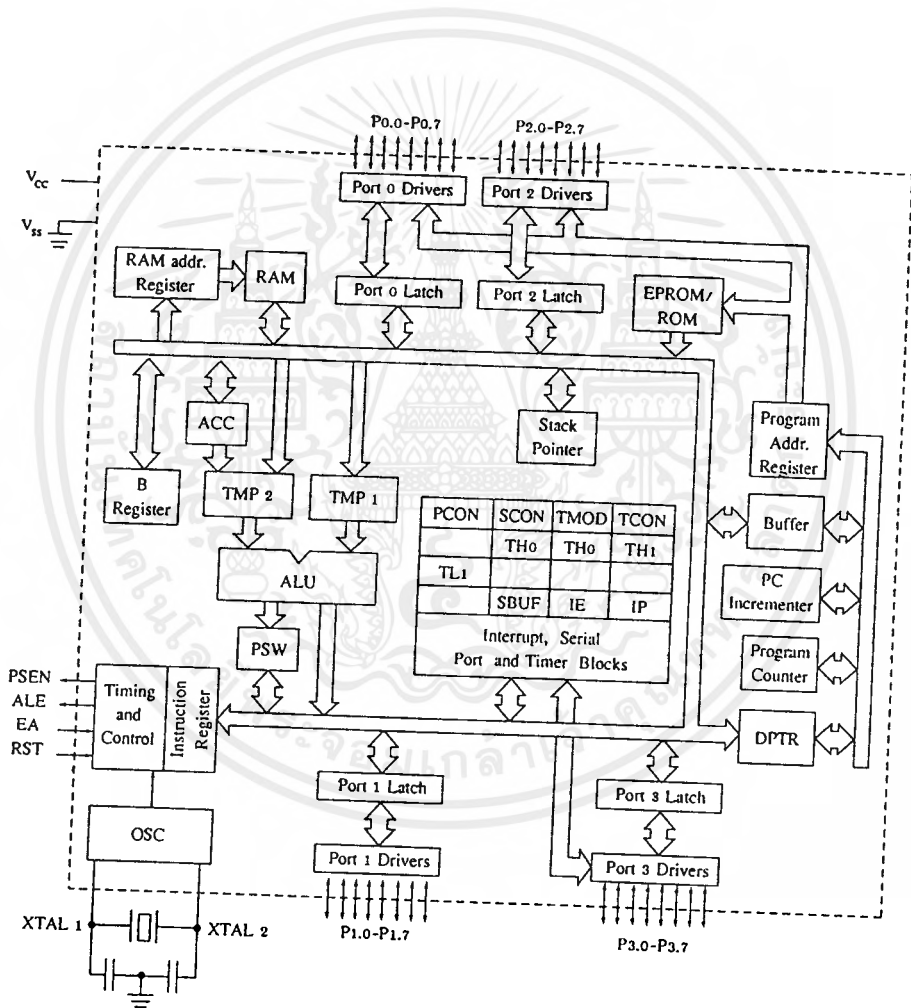 P0.0-P0.7
P2.0-P2.7
Vcc
Vss
Port 0 Drivers
Port 2 Drivers
RAM addr.
Register
RAM
Port 0 Latch
Port 2 Latch
EPROM/
ROM
ACC
Stack
Pointer
Program
Addr.
Register
B
Register
TMP 2
TMP 1
PCON SCON TMOD TCON
TH0 TH0 TH1
TL1
SBUF IE IP
Interrupt, Serial
Port and Timer Blocks
Buffer
ALU
PC
Incrementer
PSW
Program
Counter
PSEN
ALE
EA
RST
Timing
and
Control
Instruction
Register
DPTR
Port 1 Latch
Port 3 Latch
OSC
Port 1 Drivers
Port 3 Drivers
XTAL 1
XTAL 2
P1.0-P1.7
P3.0-P3.7